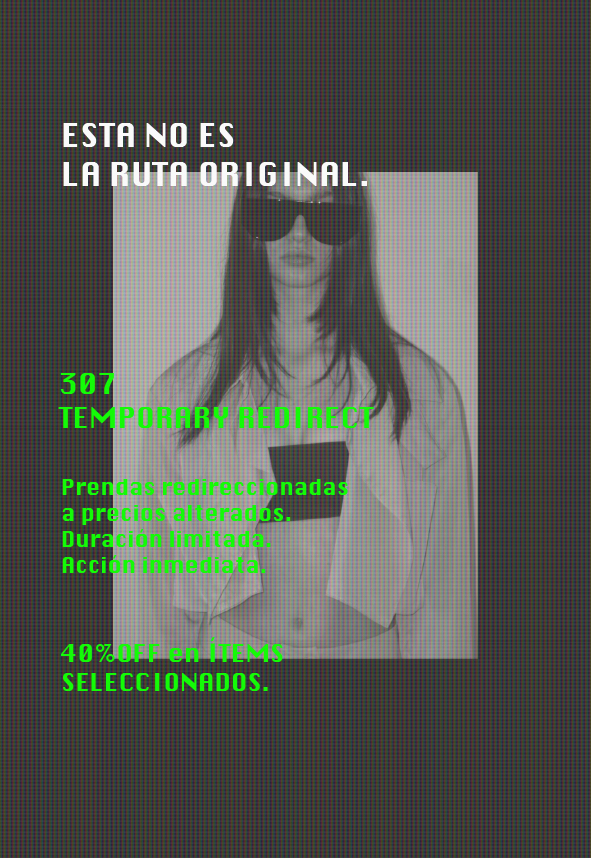 ESTA NO ES
LA RUTA ORIGINAL.
307
TEMPORARY REDIRECT
Prendas redireccionadas
a precios alterados.
Duración limitada.
Acción inmediata.
40%OFF en ÍTEMS
SELECCIONADOS.